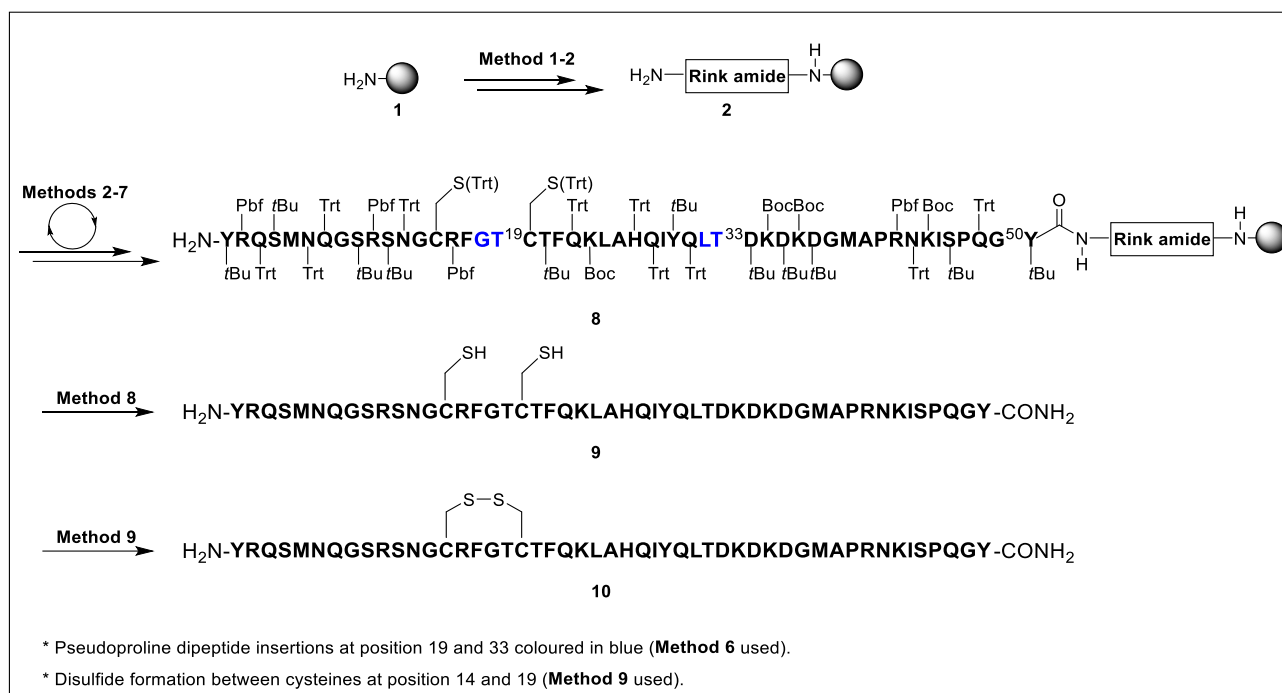 H
H₂N Method 1-2 H₂N Rink amide N
1 2
Methods 2-7
S(Trt) S(Trt)
Pbf tBu Trt Pbf Trt Trt Trt tBu BocBoc Pbf Boc Trt O H
H₂N-YRQSMNQGSRSNGCRFGT¹⁹CTFQKLAHQIYQLT³³DKDKDGMAPRNKISPQG⁵⁰Y N Rink amide N
tBu Trt Trt tBu tBu Pbf tBu Boc Trt Trt tBu tBu tBu Trt tBu tBu H
8
SH SH
Method 8 H₂N-YRQSMNQGSRSNGCRFGTCTFQKLAHQIYQLTDKDKDGMAPRNKISPQGY-CONH₂
9
S S
Method 9 H₂N-YRQSMNQGSRSNGCRFGTCTFQKLAHQIYQLTDKDKDGMAPRNKISPQGY-CONH₂
10
* Pseudoproline dipeptide insertions at position 19 and 33 coloured in blue (Method 6 used).
* Disulfide formation between cysteines at position 14 and 19 (Method 9 used).